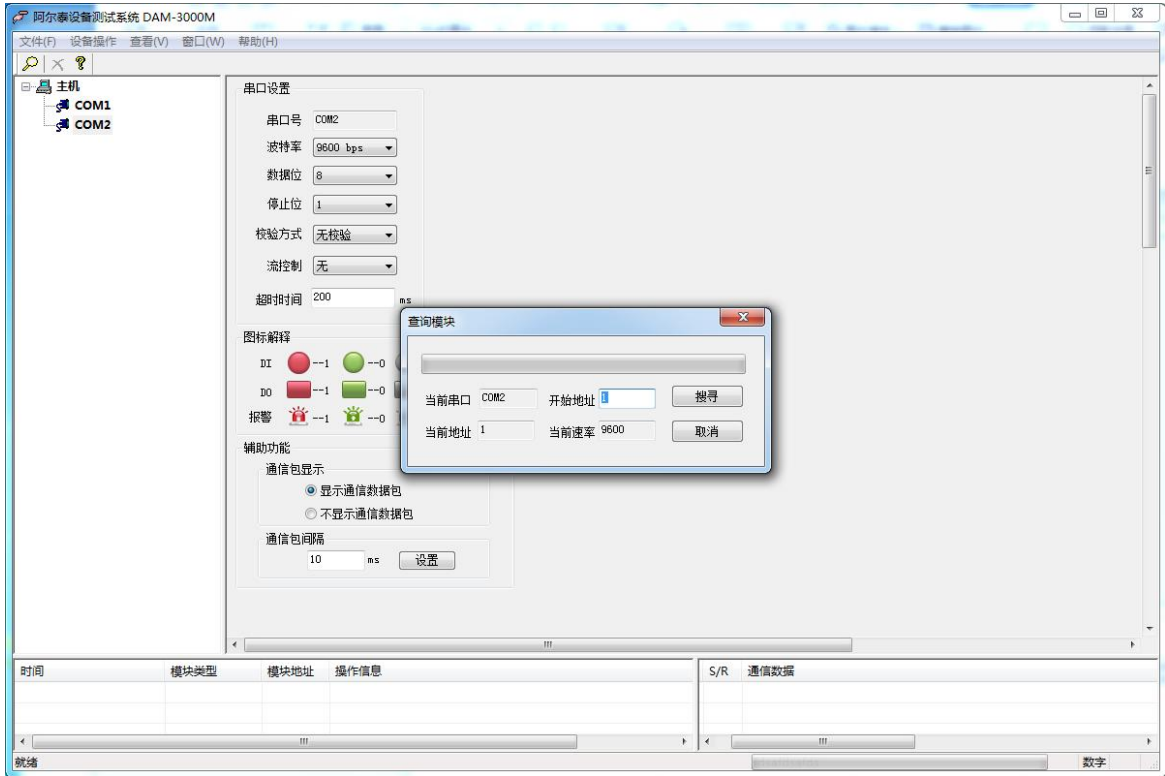 阿尔泰设备测试系统 DAM-3000M
文件(F) 设备操作 查看(V) 窗口(W) 帮助(H)
主机
COM1
COM2
串口设置
串口号 COM2
波特率 9600 bps
数据位 8
停止位 1
校验方式 无校验
流控制 无
超时时间 200 ms
图标解释
DI --1 --0
DO --1 --0
报警 --1 --0
辅助功能
通信包显示
显示通信数据包
不显示通信数据包
通信包间隔
10 ms 设置
查询模块
当前串口 COM2 开始地址 1 搜寻
当前地址 1 当前速率 9600 取消
时间 模块类型 模块地址 操作信息 S/R 通信数据
就绪 数字